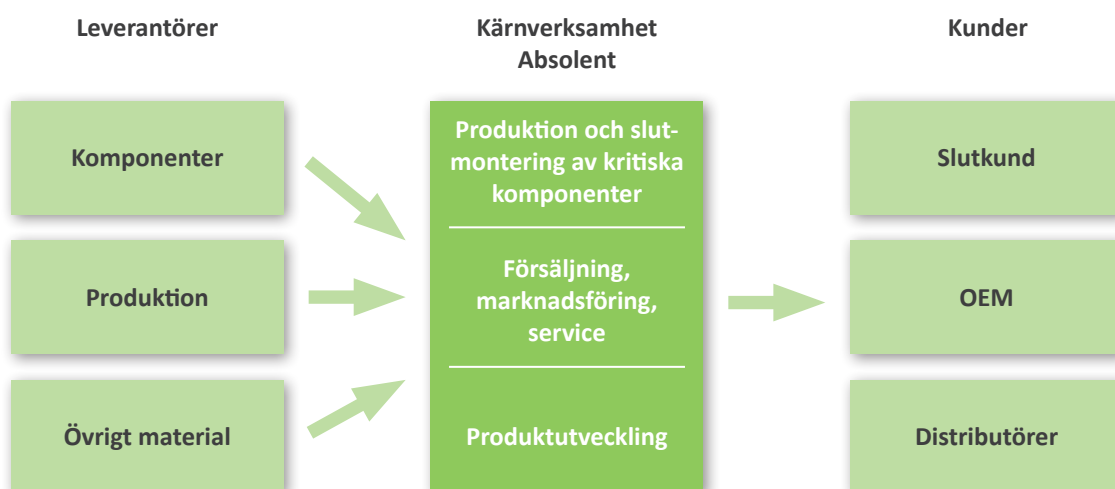 Leverantörer
Komponenter
Produktion
Övrigt material
Kärnverksamhet
Absolent
Produktion och slut-
montering av kritiska
komponenter
Försäljning,
marknadsföring,
service
Produktutveckling
Kunder
Slutkund
OEM
Distributörer